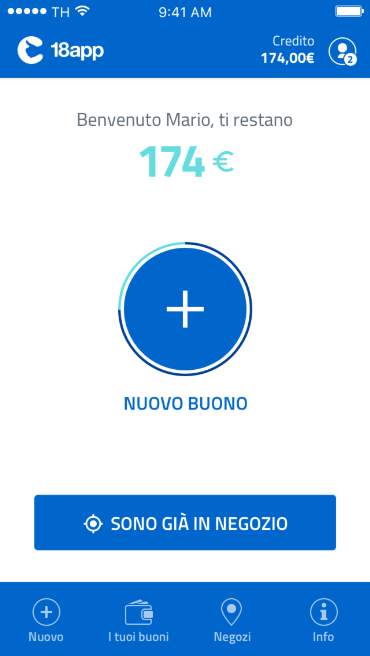 TH 9:41 AM
18app
Credito
174,00€
2
Benvenuto Mario, ti restano
174 €
NUOVO BUONO
SONO GIÀ IN NEGOZIO
Nuovo I tuoi buoni Negozi Info